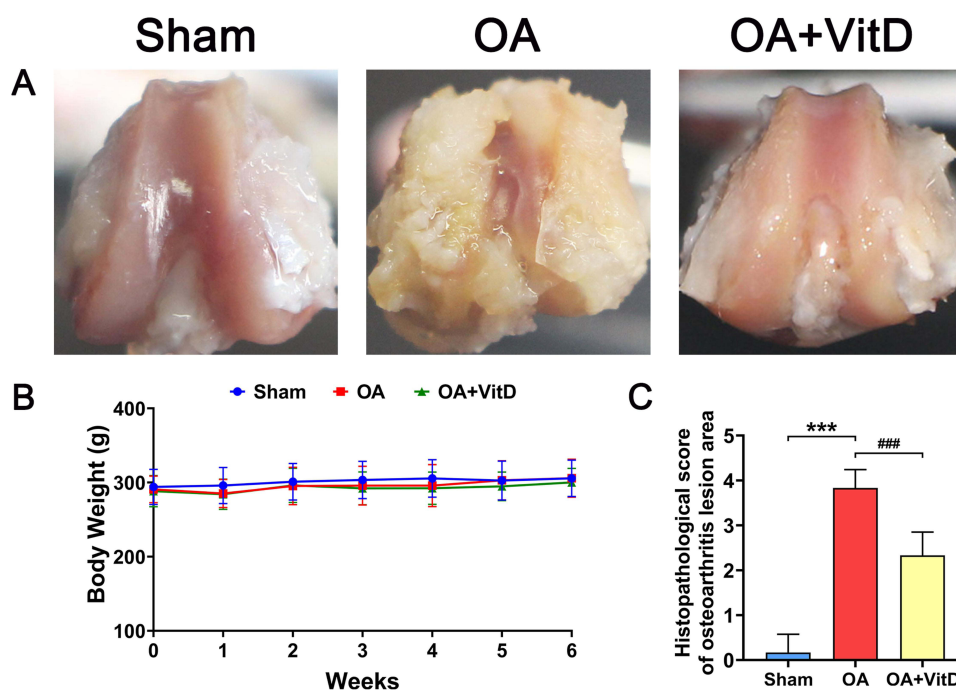 Sham OA OA+VitD
A
B
Sham OA OA+VitD
Body Weight (g)
400
300
200
100
0 1 2 3 4 5 6
Weeks
C
Histopathological score
of osteoarthritis lesion area
*** ###
5
4
3
2
1
0
Sham OA OA+VitD